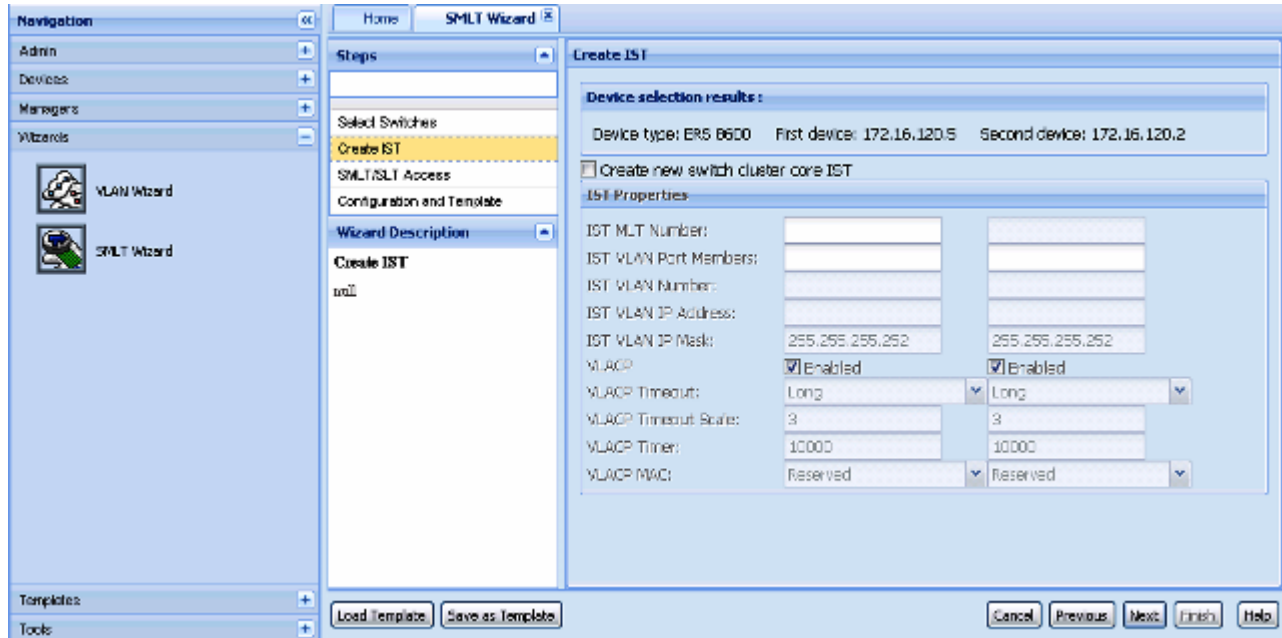 Navigation
Admin
Devices
Managers
Wizards
VLAN Wizard
SMLT Wizard
Templates
Tools
Home
SMLT Wizard
Steps
Select Switches
Create IST
SMLT/SLT Access
Configuration and Template
Wizard Description
Create IST
null
Load Template
Save as Template
Create IST
Device selection results :
Device type: ERS 8600 First device: 172.16.120.5 Second device: 172.16.120.2
Create new switch cluster core IST
IST Properties
IST MLT Number:
IST VLAN Port Members:
IST VLAN Number:
IST VLAN IP Address:
IST VLAN IP Mask: 255.255.255.252 255.255.255.252
VLACP Enabled Enabled
VLACP Timeout: Long Long
VLACP Timeout Scale: 3 3
VLACP Timer: 10000 10000
VLACP MAC: Reserved Reserved
Cancel Previous Next Finish Help